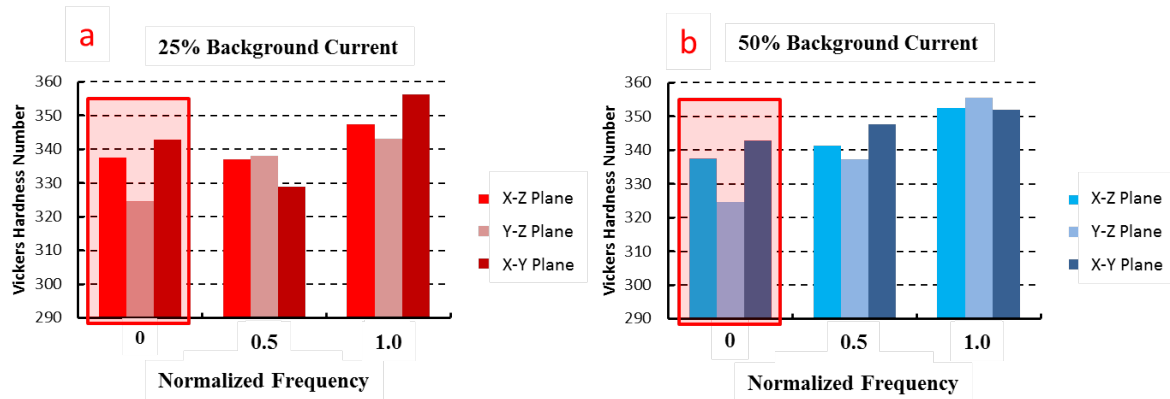 a
25% Background Current
Vickers Hardness Number
360
350
340
330
320
310
300
290
0
0.5
1.0
Normalized Frequency
X-Z Plane
Y-Z Plane
X-Y Plane
b
50% Background Current
Vickers Hardness Number
360
350
340
330
320
310
300
290
0
0.5
1.0
Normalized Frequency
X-Z Plane
Y-Z Plane
X-Y Plane